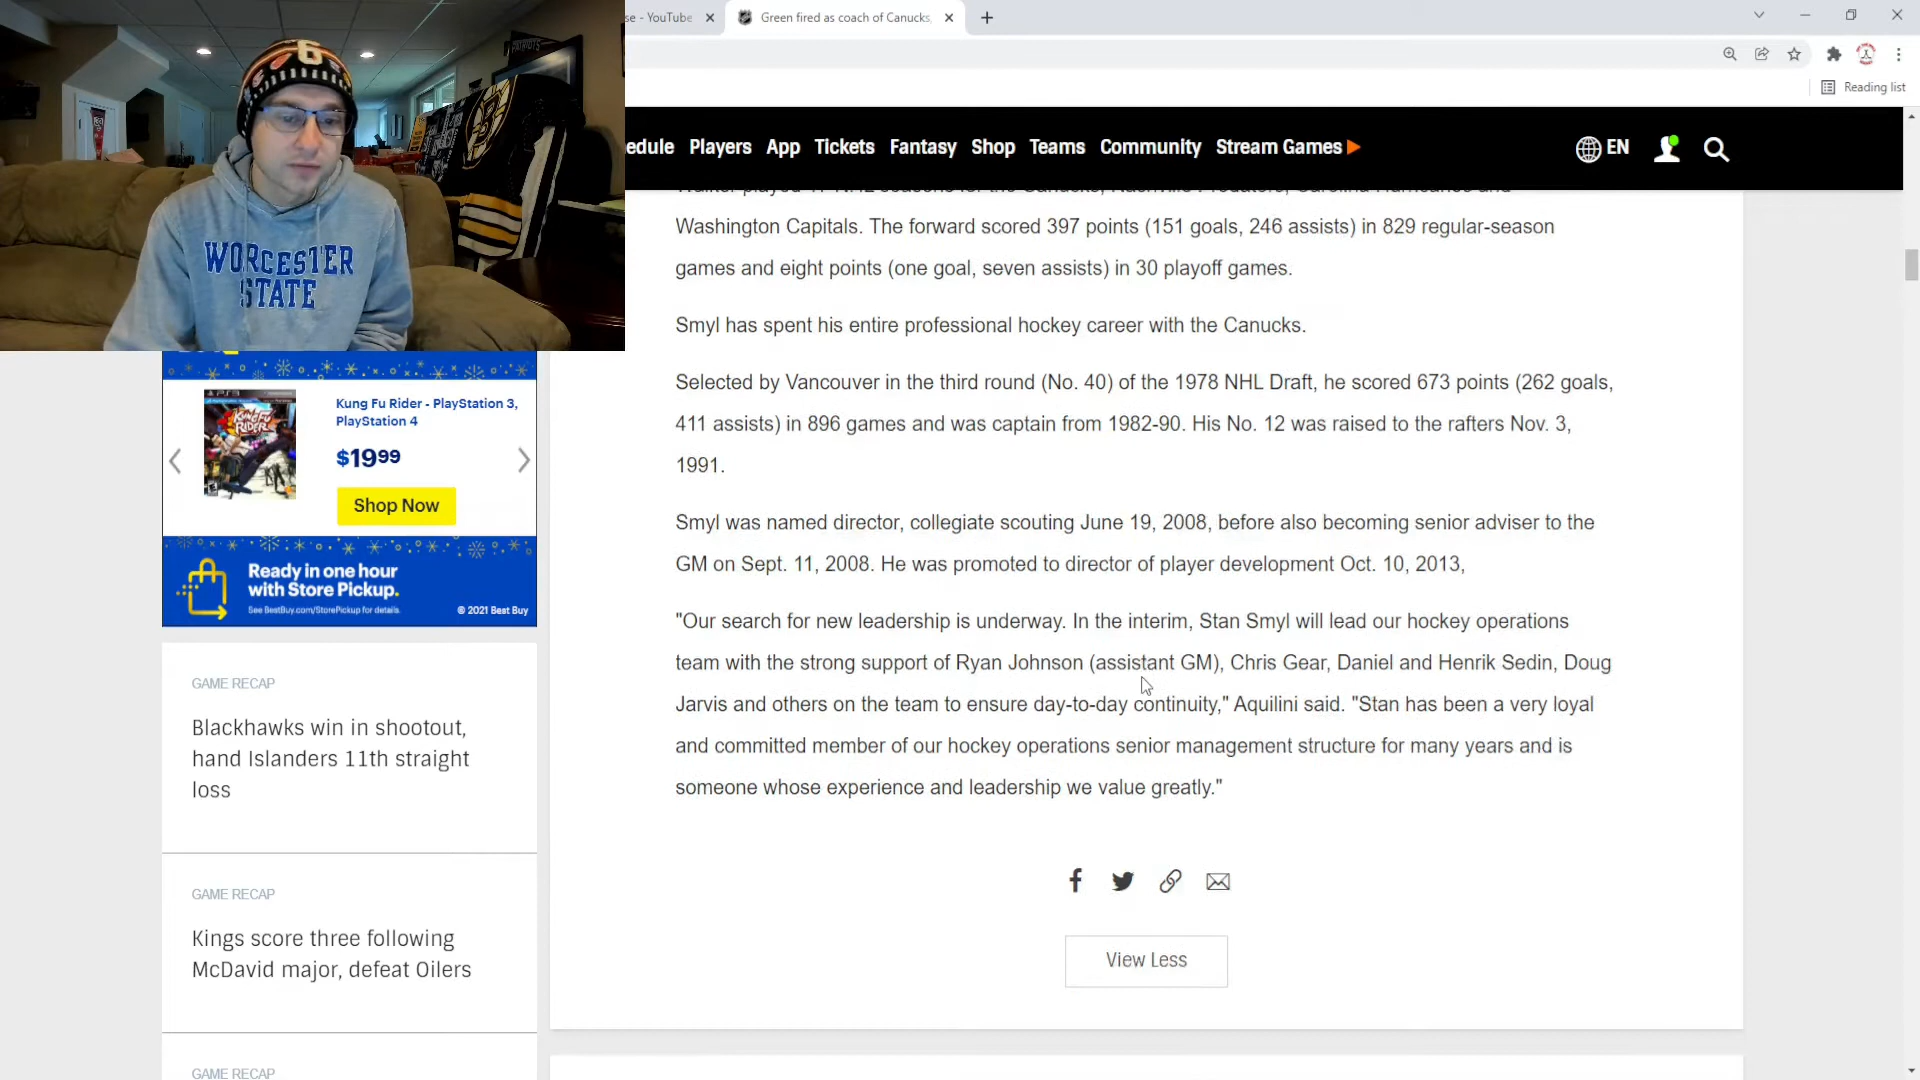 se - YouTube
Green fired as coach of Canucks,
Reading list
edule Players App Tickets Fantasy Shop Teams Community Stream Games
EN
6
PATRIOTS
WORCESTER
STATE
Washington Capitals. The forward scored 397 points (151 goals, 246 assists) in 829 regular-season
games and eight points (one goal, seven assists) in 30 playoff games.
Smyl has spent his entire professional hockey career with the Canucks.
Selected by Vancouver in the third round (No. 40) of the 1978 NHL Draft, he scored 673 points (262 goals,
411 assists) in 896 games and was captain from 1982-90. His No. 12 was raised to the rafters Nov. 3,
1991.
Smyl was named director, collegiate scouting June 19, 2008, before also becoming senior adviser to the
GM on Sept. 11, 2008. He was promoted to director of player development Oct. 10, 2013,
"Our search for new leadership is underway. In the interim, Stan Smyl will lead our hockey operations
team with the strong support of Ryan Johnson (assistant GM), Chris Gear, Daniel and Henrik Sedin, Doug
Jarvis and others on the team to ensure day-to-day continuity," Aquilini said. "Stan has been a very loyal
and committed member of our hockey operations senior management structure for many years and is
someone whose experience and leadership we value greatly."
View Less
KUNG FU
RIDER
Kung Fu Rider - PlayStation 3,
PlayStation 4
$19.99
Shop Now
Ready in one hour
with Store Pickup.
See BestBuy.com/StorePickup for details.
© 2021 Best Buy
GAME RECAP
Blackhawks win in shootout,
hand Islanders 11th straight
loss
GAME RECAP
Kings score three following
McDavid major, defeat Oilers
GAME RECAP